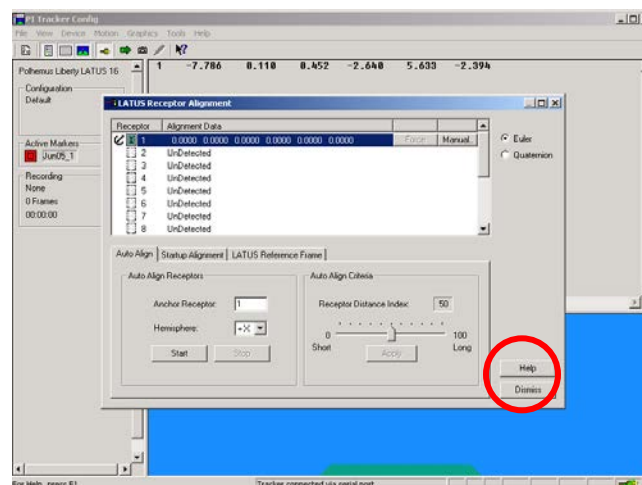 PI Tracker Config
File View Device Motion Graphics Tools Help
Polhemus Liberty LATUS 16
1 -7.786 0.110 0.452 -2.640 5.633 -2.394
Configuration
Default
LATUS Receptor Alignment
Receptor Alignment Data
1 0.0000 0.0000 0.0000 0.0000 0.0000 0.0000 Force Manual..
2 UnDetected
3 UnDetected
4 UnDetected
5 UnDetected
6 UnDetected
7 UnDetected
8 UnDetected
Euler
Quaternion
Active Markers
Jun05_1
Recording
None
0 Frames
00:00:00
Auto Align Startup Alignment LATUS Reference Frame
Auto Align Receptors
Anchor Receptor: 1
Hemisphere: +X
Start Stop
Auto Align Criteria
Receptor Distance Index: 50
0 100
Short Long
Apply
Help
Dismiss
For Help, press F1 Tracker connected via serial port